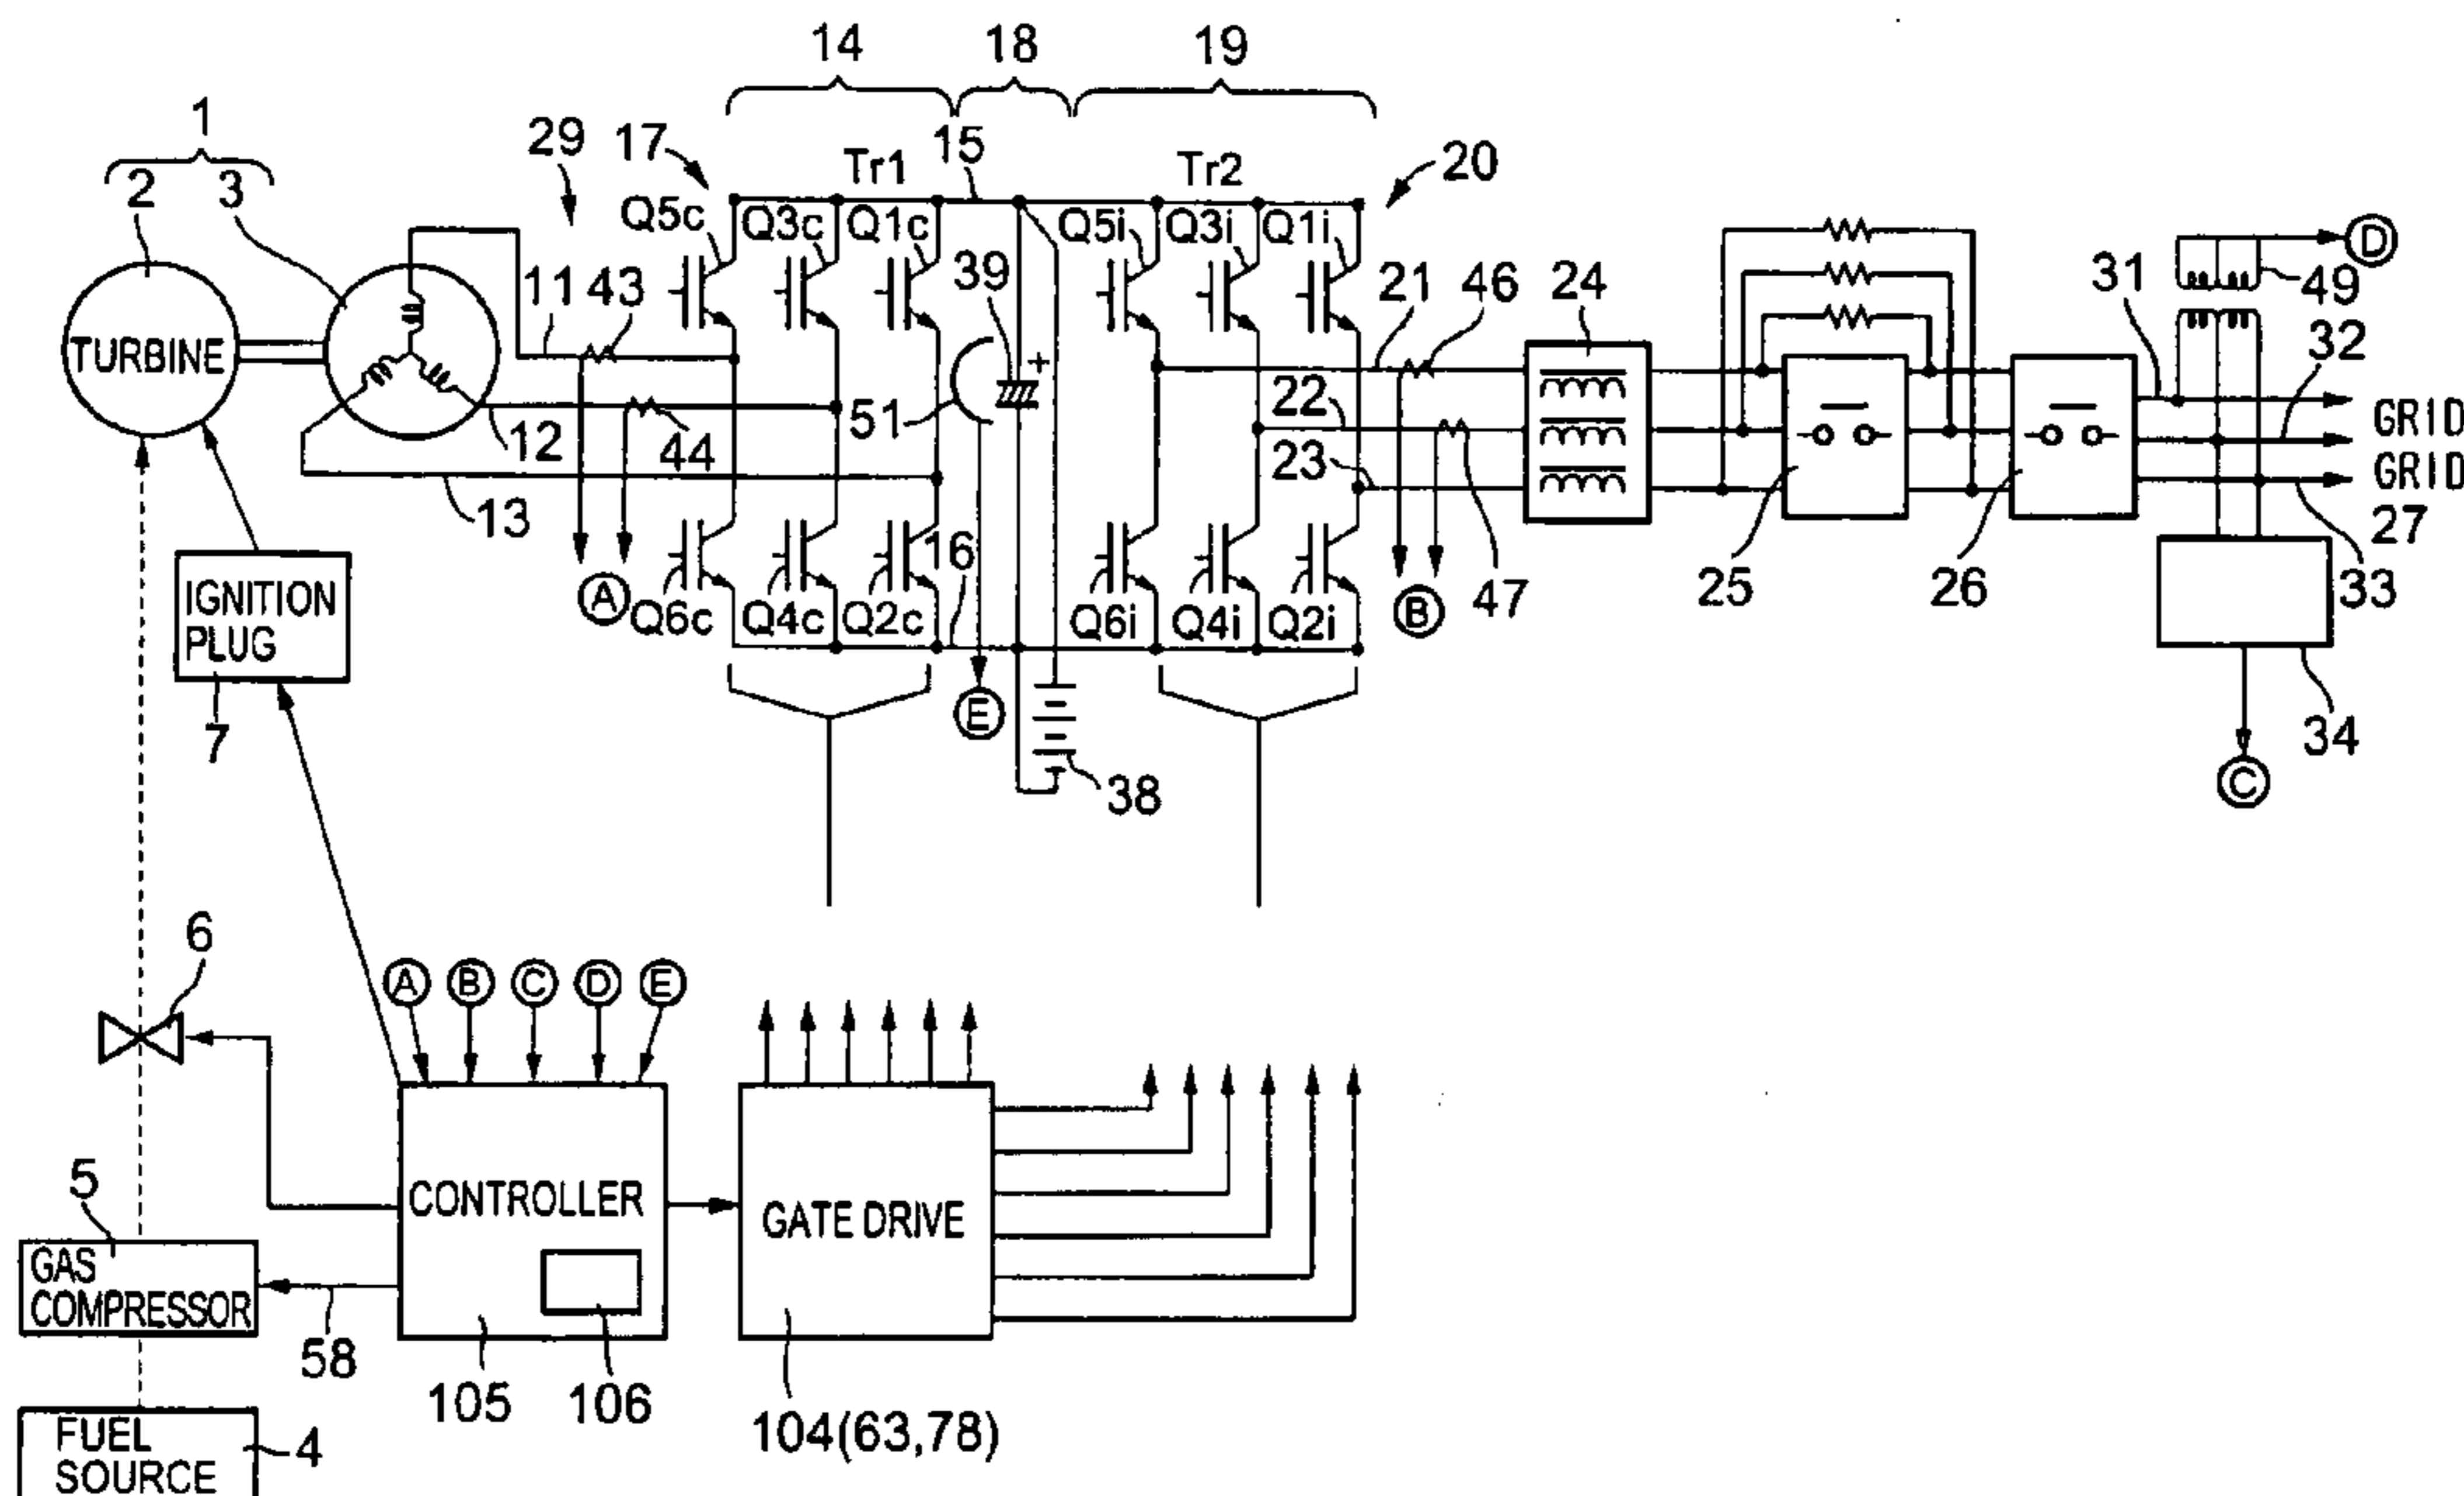 14 18 19
1 29 17 15 20
2 3 Tr1 Tr2
Q5c Q3c Q1c Q5i Q3i Q1i
D
11 43 39 21 46 24 31 49
+
32
TURBINE
51 22 GRID
12 44 23 GRID
13 27
16
IGNITION
PLUG
A B 47 25 26 33
Q6c Q4c Q2c Q6i Q4i Q2i
7 E 34
38 C
6
A B C D E
5
CONTROLLER
GATE DRIVE
GAS
COMPRESSOR
58
105 106 104(63,78)
FUEL
SOURCE
4